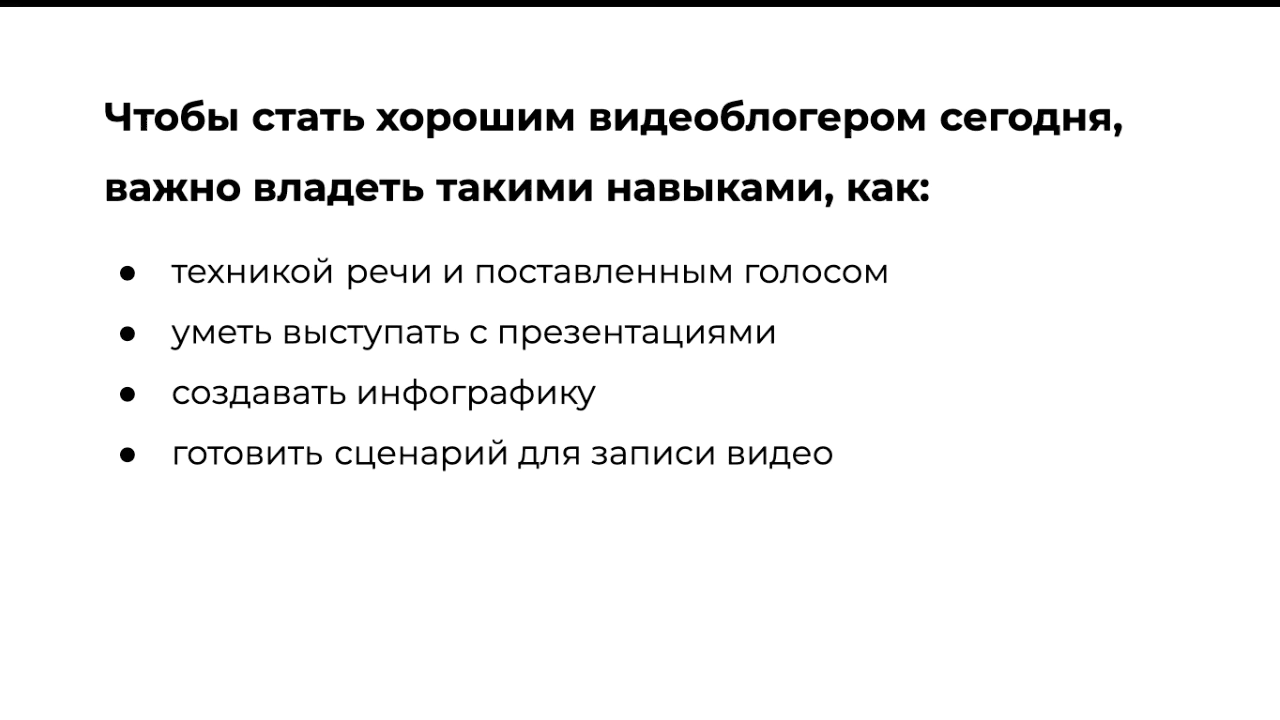 Чтобы стать хорошим видеоблогером сегодня,
важно владеть такими навыками, как:
● техникой речи и поставленным голосом
● уметь выступать с презентациями
● создавать инфографику
● готовить сценарий для записи видео